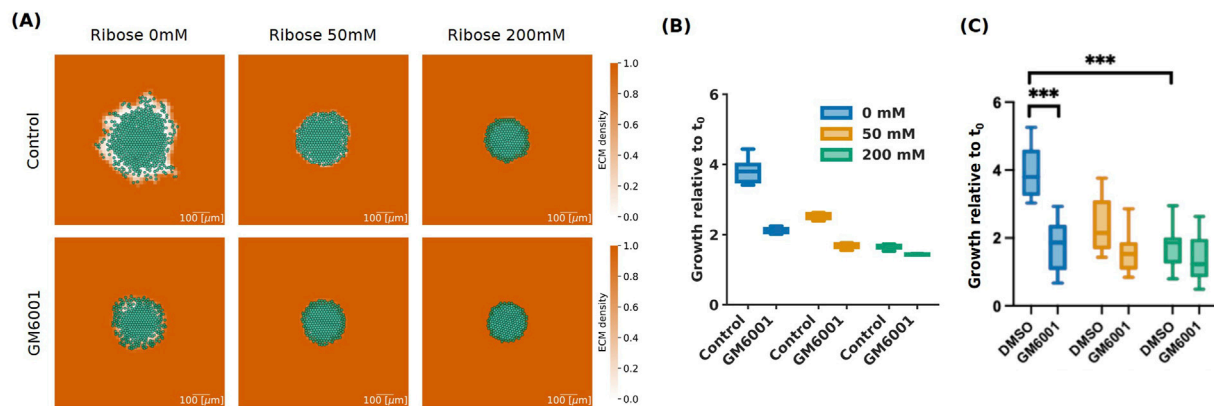 (A)
Ribose 0mM
Ribose 50mM
Ribose 200mM
Control
GM6001
100 [μm]
100 [μm]
100 [μm]
100 [μm]
100 [μm]
100 [μm]
1.0
0.8
0.6
0.4
0.2
0.0
ECM density
1.0
0.8
0.6
0.4
0.2
0.0
ECM density
(B)
Growth relative to t0
6
4
2
0
0 mM
50 mM
200 mM
Control
GM6001
Control
GM6001
Control
GM6001
(C)
Growth relative to t0
6
4
2
0
***
***
DMSO
GM6001
DMSO
GM6001
DMSO
GM6001